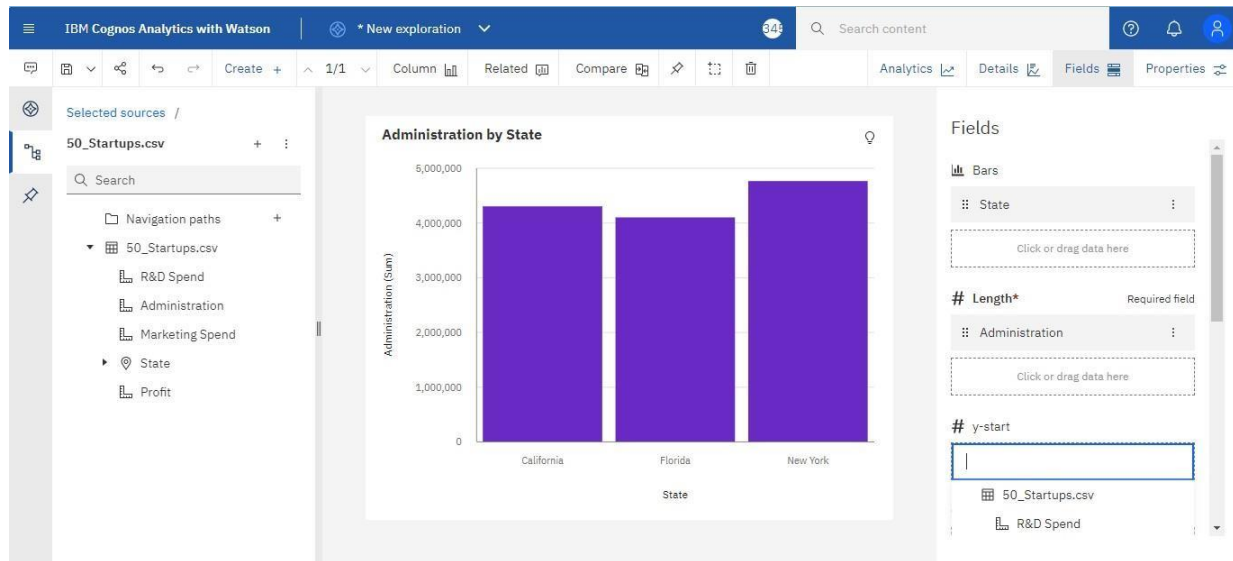 IBM Cognos Analytics with Watson
* New exploration
345
Search content
Create +
1/1
Column
Related
Compare
Analytics
Details
Fields
Properties
Selected sources /
50_Startups.csv
Search
Navigation paths
50_Startups.csv
R&D Spend
Administration
Marketing Spend
State
Profit
Administration by State
Administration (Sum)
5,000,000
4,000,000
3,000,000
2,000,000
1,000,000
0
California
Florida
New York
State
Fields
Bars
State
Click or drag data here
# Length*
Required field
Administration
Click or drag data here
# y-start
50_Startups.csv
R&D Spend